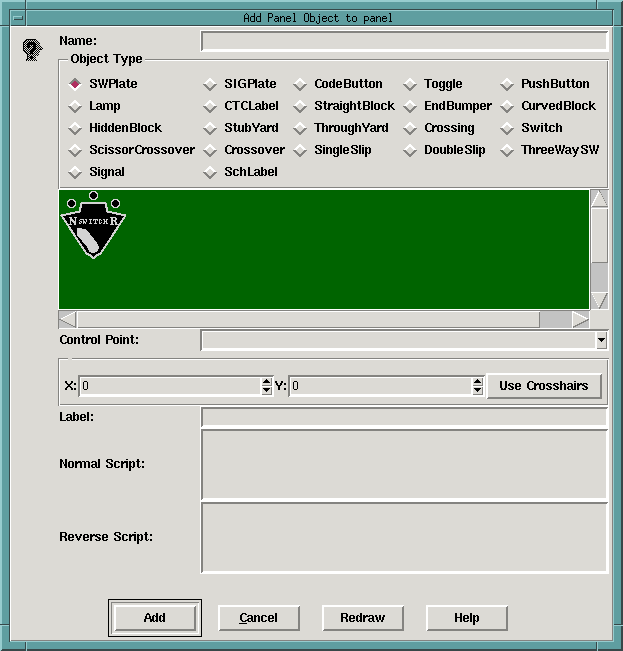 Add Panel Object to panel
Name:
Object Type
SWPlate SIGPlate CodeButton Toggle PushButton
Lamp CTCLabel StraightBlock EndBumper CurvedBlock
HiddenBlock StubYard ThroughYard Crossing Switch
ScissorCrossover Crossover SingleSlip DoubleSlip ThreeWaySW
Signal SchLabel
N SWITCH R
Control Point:
X: 0 Y: 0 Use Crosshairs
Label:
Normal Script:
Reverse Script:
Add Cancel Redraw Help